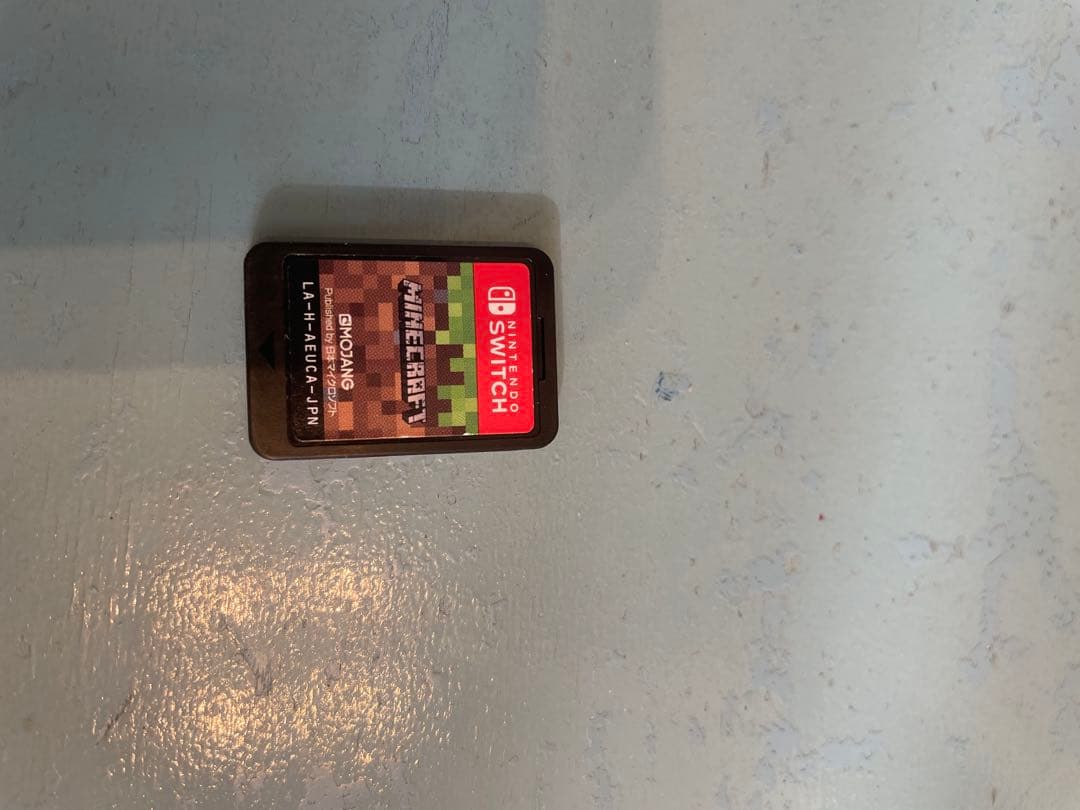 NINTENDO
SWITCH
MINECRAFT
MOJANG
Published by 日本マイクロソフト
LA-H-AEUCA-JPN